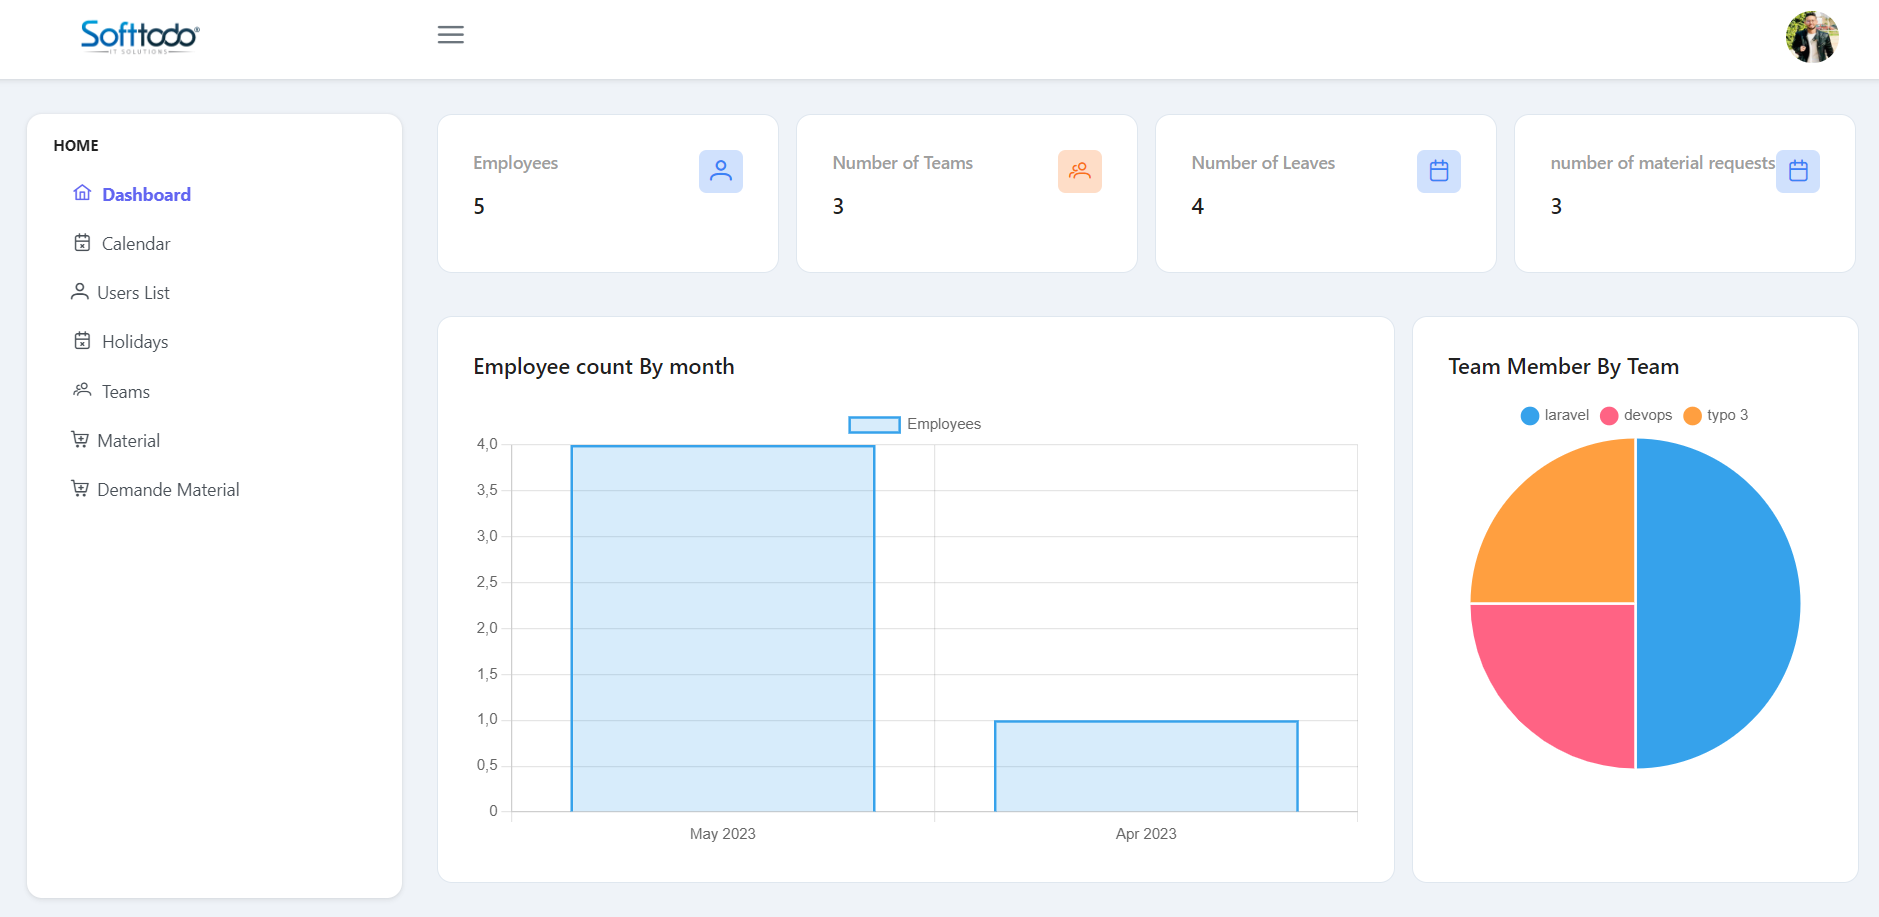 Softtodo®
IT SOLUTIONS
HOME
Dashboard
Calendar
Users List
Holidays
Teams
Material
Demande Material
Employees
5
Number of Teams
3
Number of Leaves
4
number of material requests
3
Employee count By month
Employees
4,0
3,5
3,0
2,5
2,0
1,5
1,0
0,5
0
May 2023 Apr 2023
Team Member By Team
laravel devops typo 3